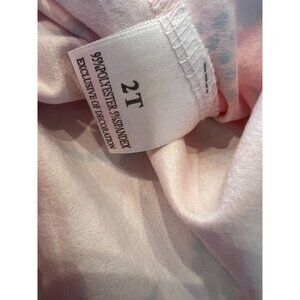 2T
95%POLYESTER 5%SPANDEX
EXCLUSIVE OF DECORATION